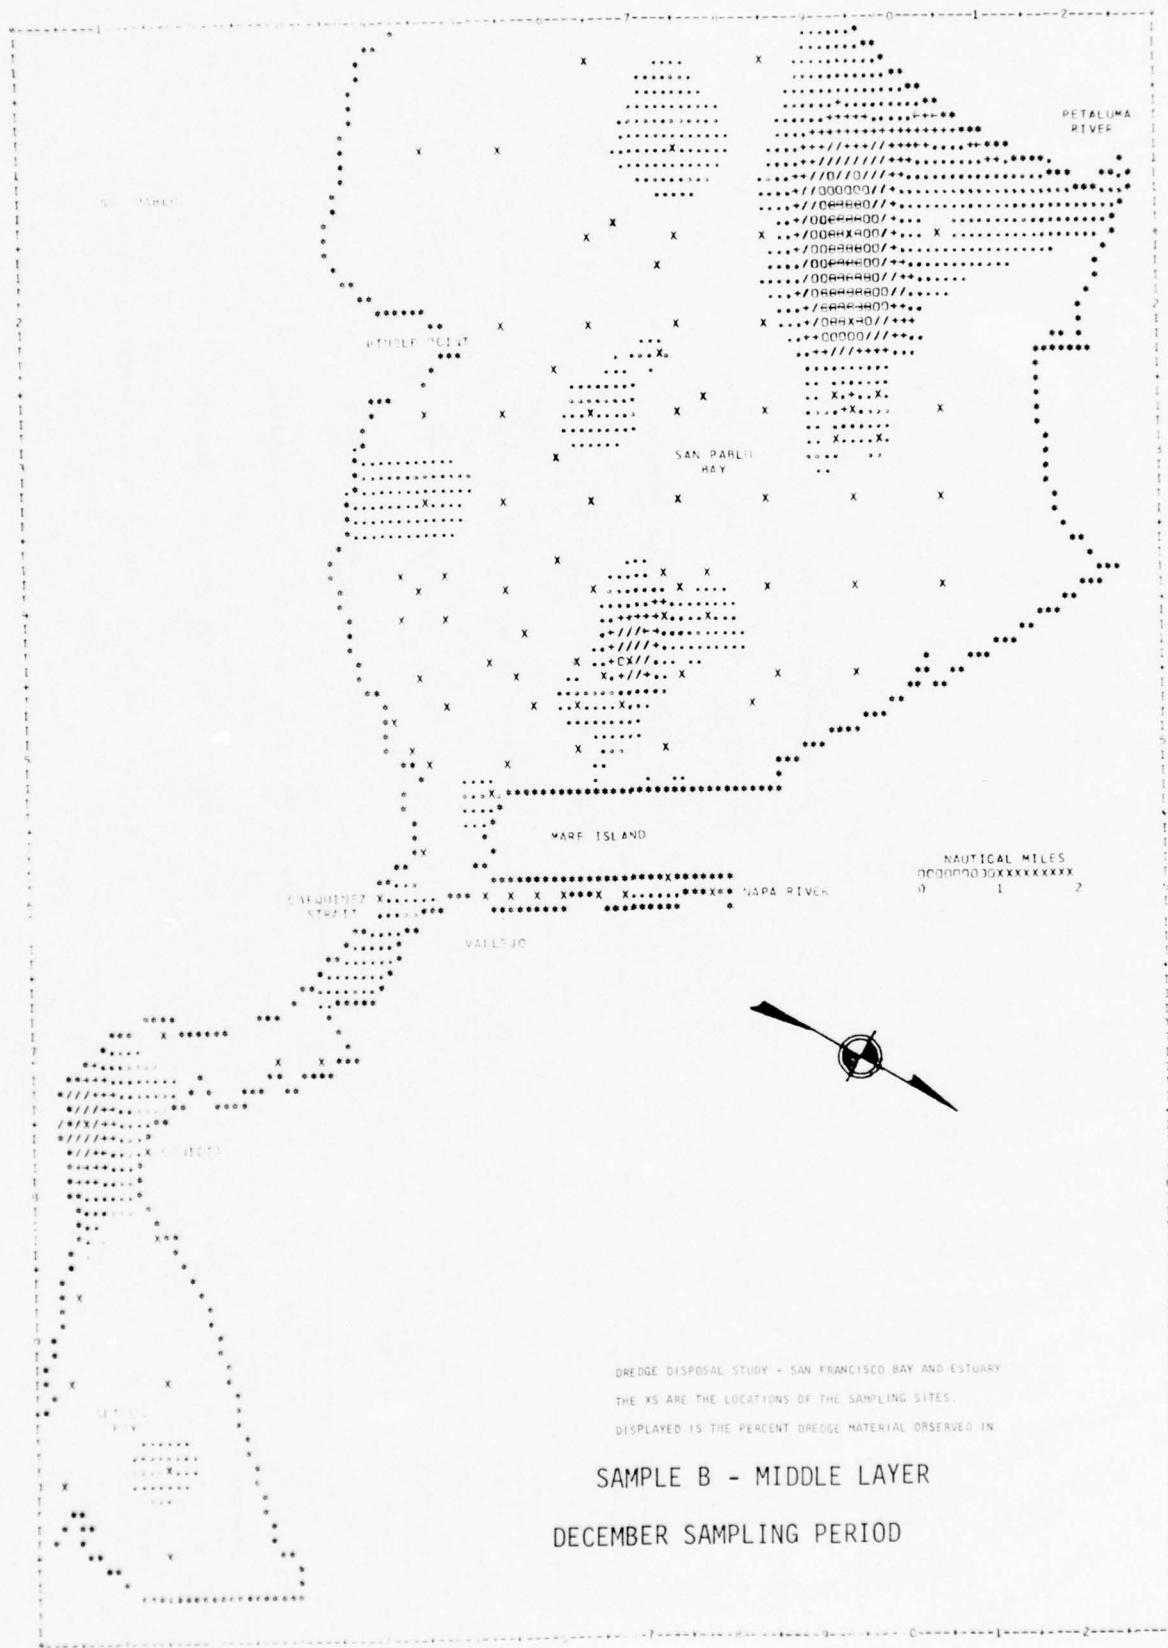 PETALUMA
RIVER
POINT
SAN PABLO
BAY
MARE ISLAND
NAUTICAL MILES
0 1 2
CARQUINEZ
STRAIT
NAPA RIVER
VALLEJO
DREDGE DISPOSAL STUDY - SAN FRANCISCO BAY AND ESTUARY
THE XS ARE THE LOCATIONS OF THE SAMPLING SITES.
DISPLAYED IS THE PERCENT DREDGE MATERIAL OBSERVED IN
SAMPLE B - MIDDLE LAYER
DECEMBER SAMPLING PERIOD